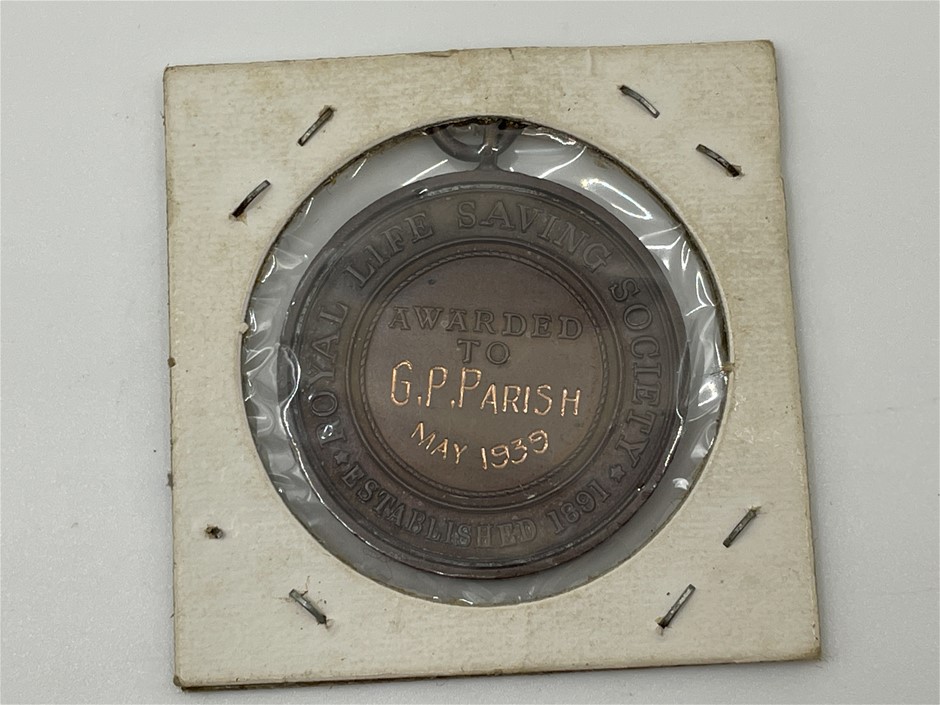 ROYAL LIFE SAVING SOCIETY
AWARDED
TO
G.P.PARISH
MAY 1939
★ESTABLISHED 1891★